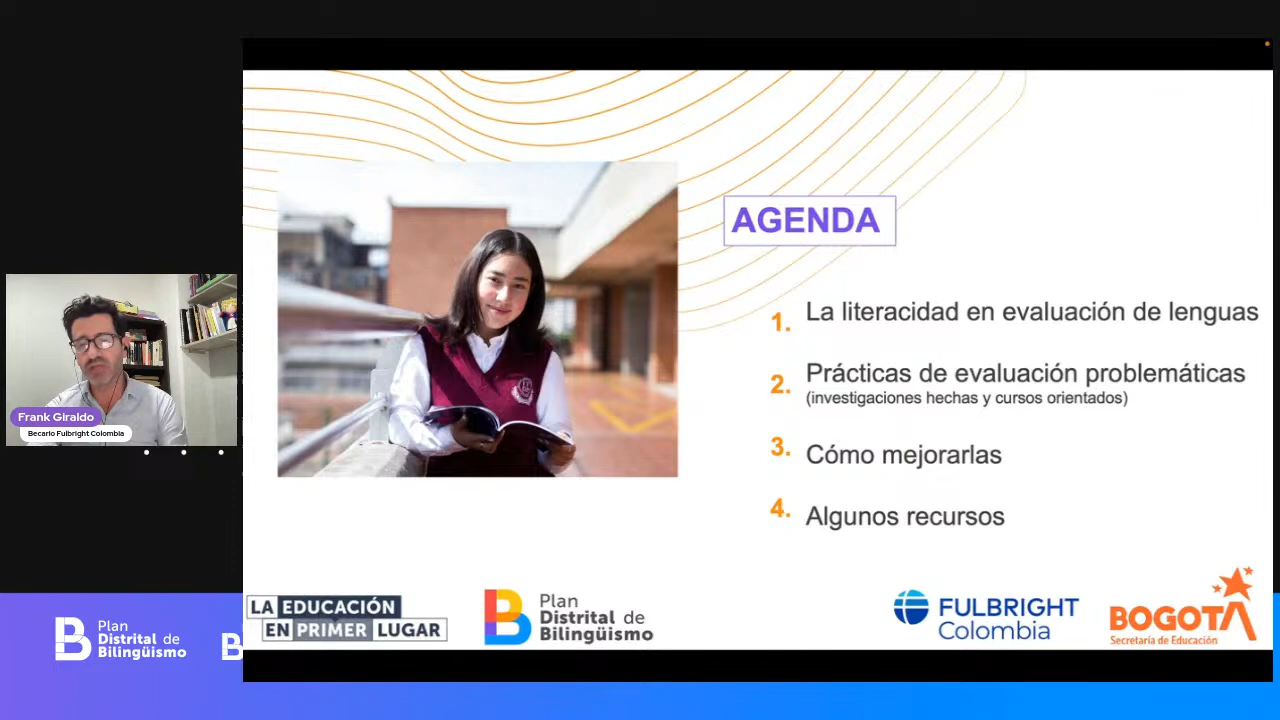 AGENDA
1. La literacidad en evaluación de lenguas
2. Prácticas de evaluación problemáticas
(investigaciones hechas y cursos orientados)
3. Cómo mejorarlas
4. Algunos recursos
Frank Giraldo
Becario Fulbright Colombia
LA EDUCACIÓN
EN PRIMER LUGAR
B Plan
Distrital de
Bilingüismo
FULBRIGHT
Colombia
BOGOTÁ
Secretaría de Educación
B Plan
Distrital de
Bilingüismo
B